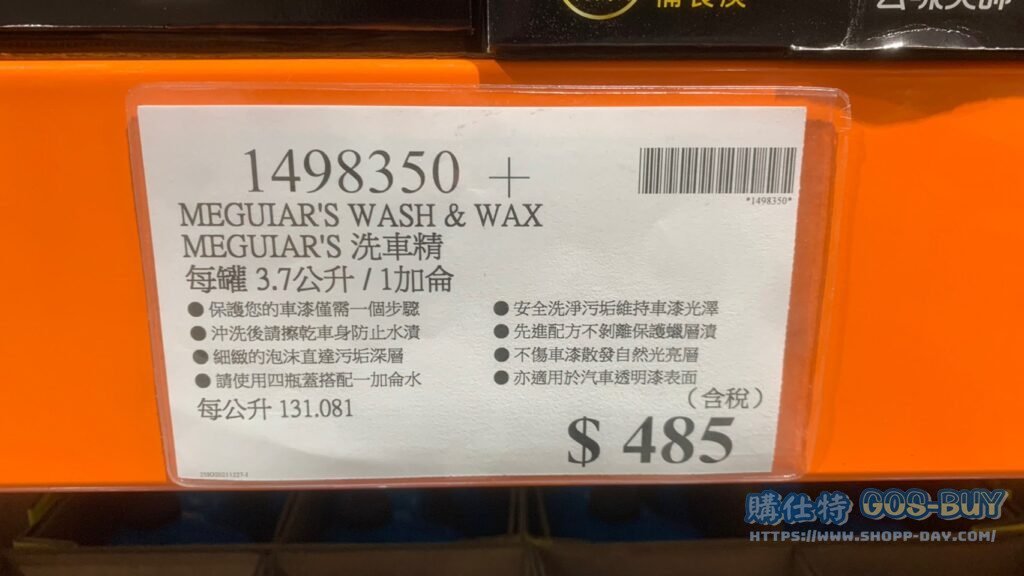 1498350 +
*1498350*
MEGUIAR'S WASH & WAX
MEGUIAR'S 洗車精
每罐 3.7公升 / 1加侖
●保護您的車漆僅需一個步驟
●沖洗後請擦乾車身防止水漬
●細緻的泡沫直達污垢深層
●請使用四瓶蓋搭配一加侖水
●安全洗淨污垢維持車漆光澤
●先進配方不剝離保護蠟層漬
●不傷車漆散發自然光亮層
●亦適用於汽車透明漆表面
每公升 131.081
（含稅）
$ 485
購仕特 GOS-BUY
HTTPS://WWW.SHOPP-DAY.COM/